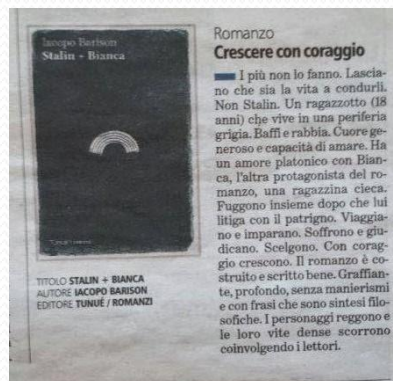 Iacopo Barison
Stalin + Bianca
Tunué | romanzi
TITOLO STALIN + BIANCA
AUTORE IACOPO BARISON
EDITORE TUNUÉ / ROMANZI
Romanzo
Crescere con coraggio
I più non lo fanno. Lascia-
no che sia la vita a condurli.
Non Stalin. Un ragazzotto (18
anni) che vive in una periferia
grigia. Baffi e rabbia. Cuore ge-
neroso e capacità di amare. Ha
un amore platonico con Bian-
ca, l'altra protagonista del ro-
manzo, una ragazzina cieca.
Fuggono insieme dopo che lui
litiga con il patrigno. Viaggia-
no e imparano. Soffrono e giu-
dicano. Scelgono. Con corag-
gio crescono. Il romanzo è co-
struito e scritto bene. Graffian-
te, profondo, senza manierismi
e con frasi che sono sintesi filo-
sofiche. I personaggi reggono e
le loro vite dense scorrono
coinvolgendo i lettori.